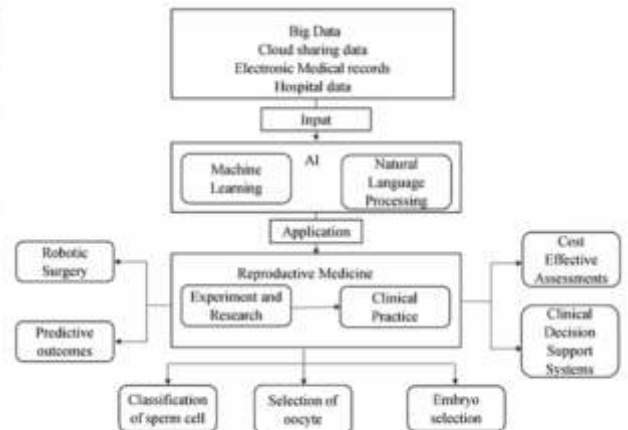 Big Data
Cloud sharing data
Electronic Medical records
Hospital data
Input
AI
Machine
Learning
Natural
Language
Processing
Application
Robotic
Surgery
Predictive
outcomes
Reproductive Medicine
Experiment and
Research
Clinical
Practice
Cost
Effective
Assessments
Clinical
Decision
Support
Systems
Classification
of sperm cell
Selection of
oocyte
Embryo
selection